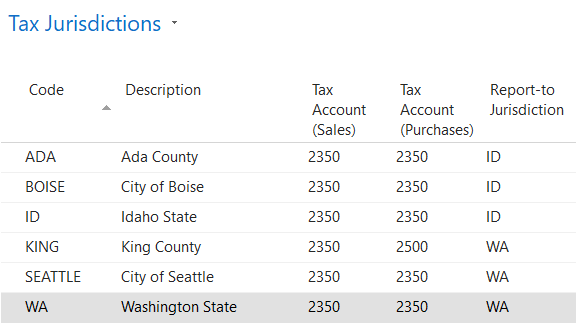 Tax Jurisdictions
Code Description Tax Account (Sales) Tax Account (Purchases) Report-to Jurisdiction
ADA Ada County 2350 2350 ID
BOISE City of Boise 2350 2350 ID
ID Idaho State 2350 2350 ID
KING King County 2350 2500 WA
SEATTLE City of Seattle 2350 2350 WA
WA Washington State 2350 2350 WA